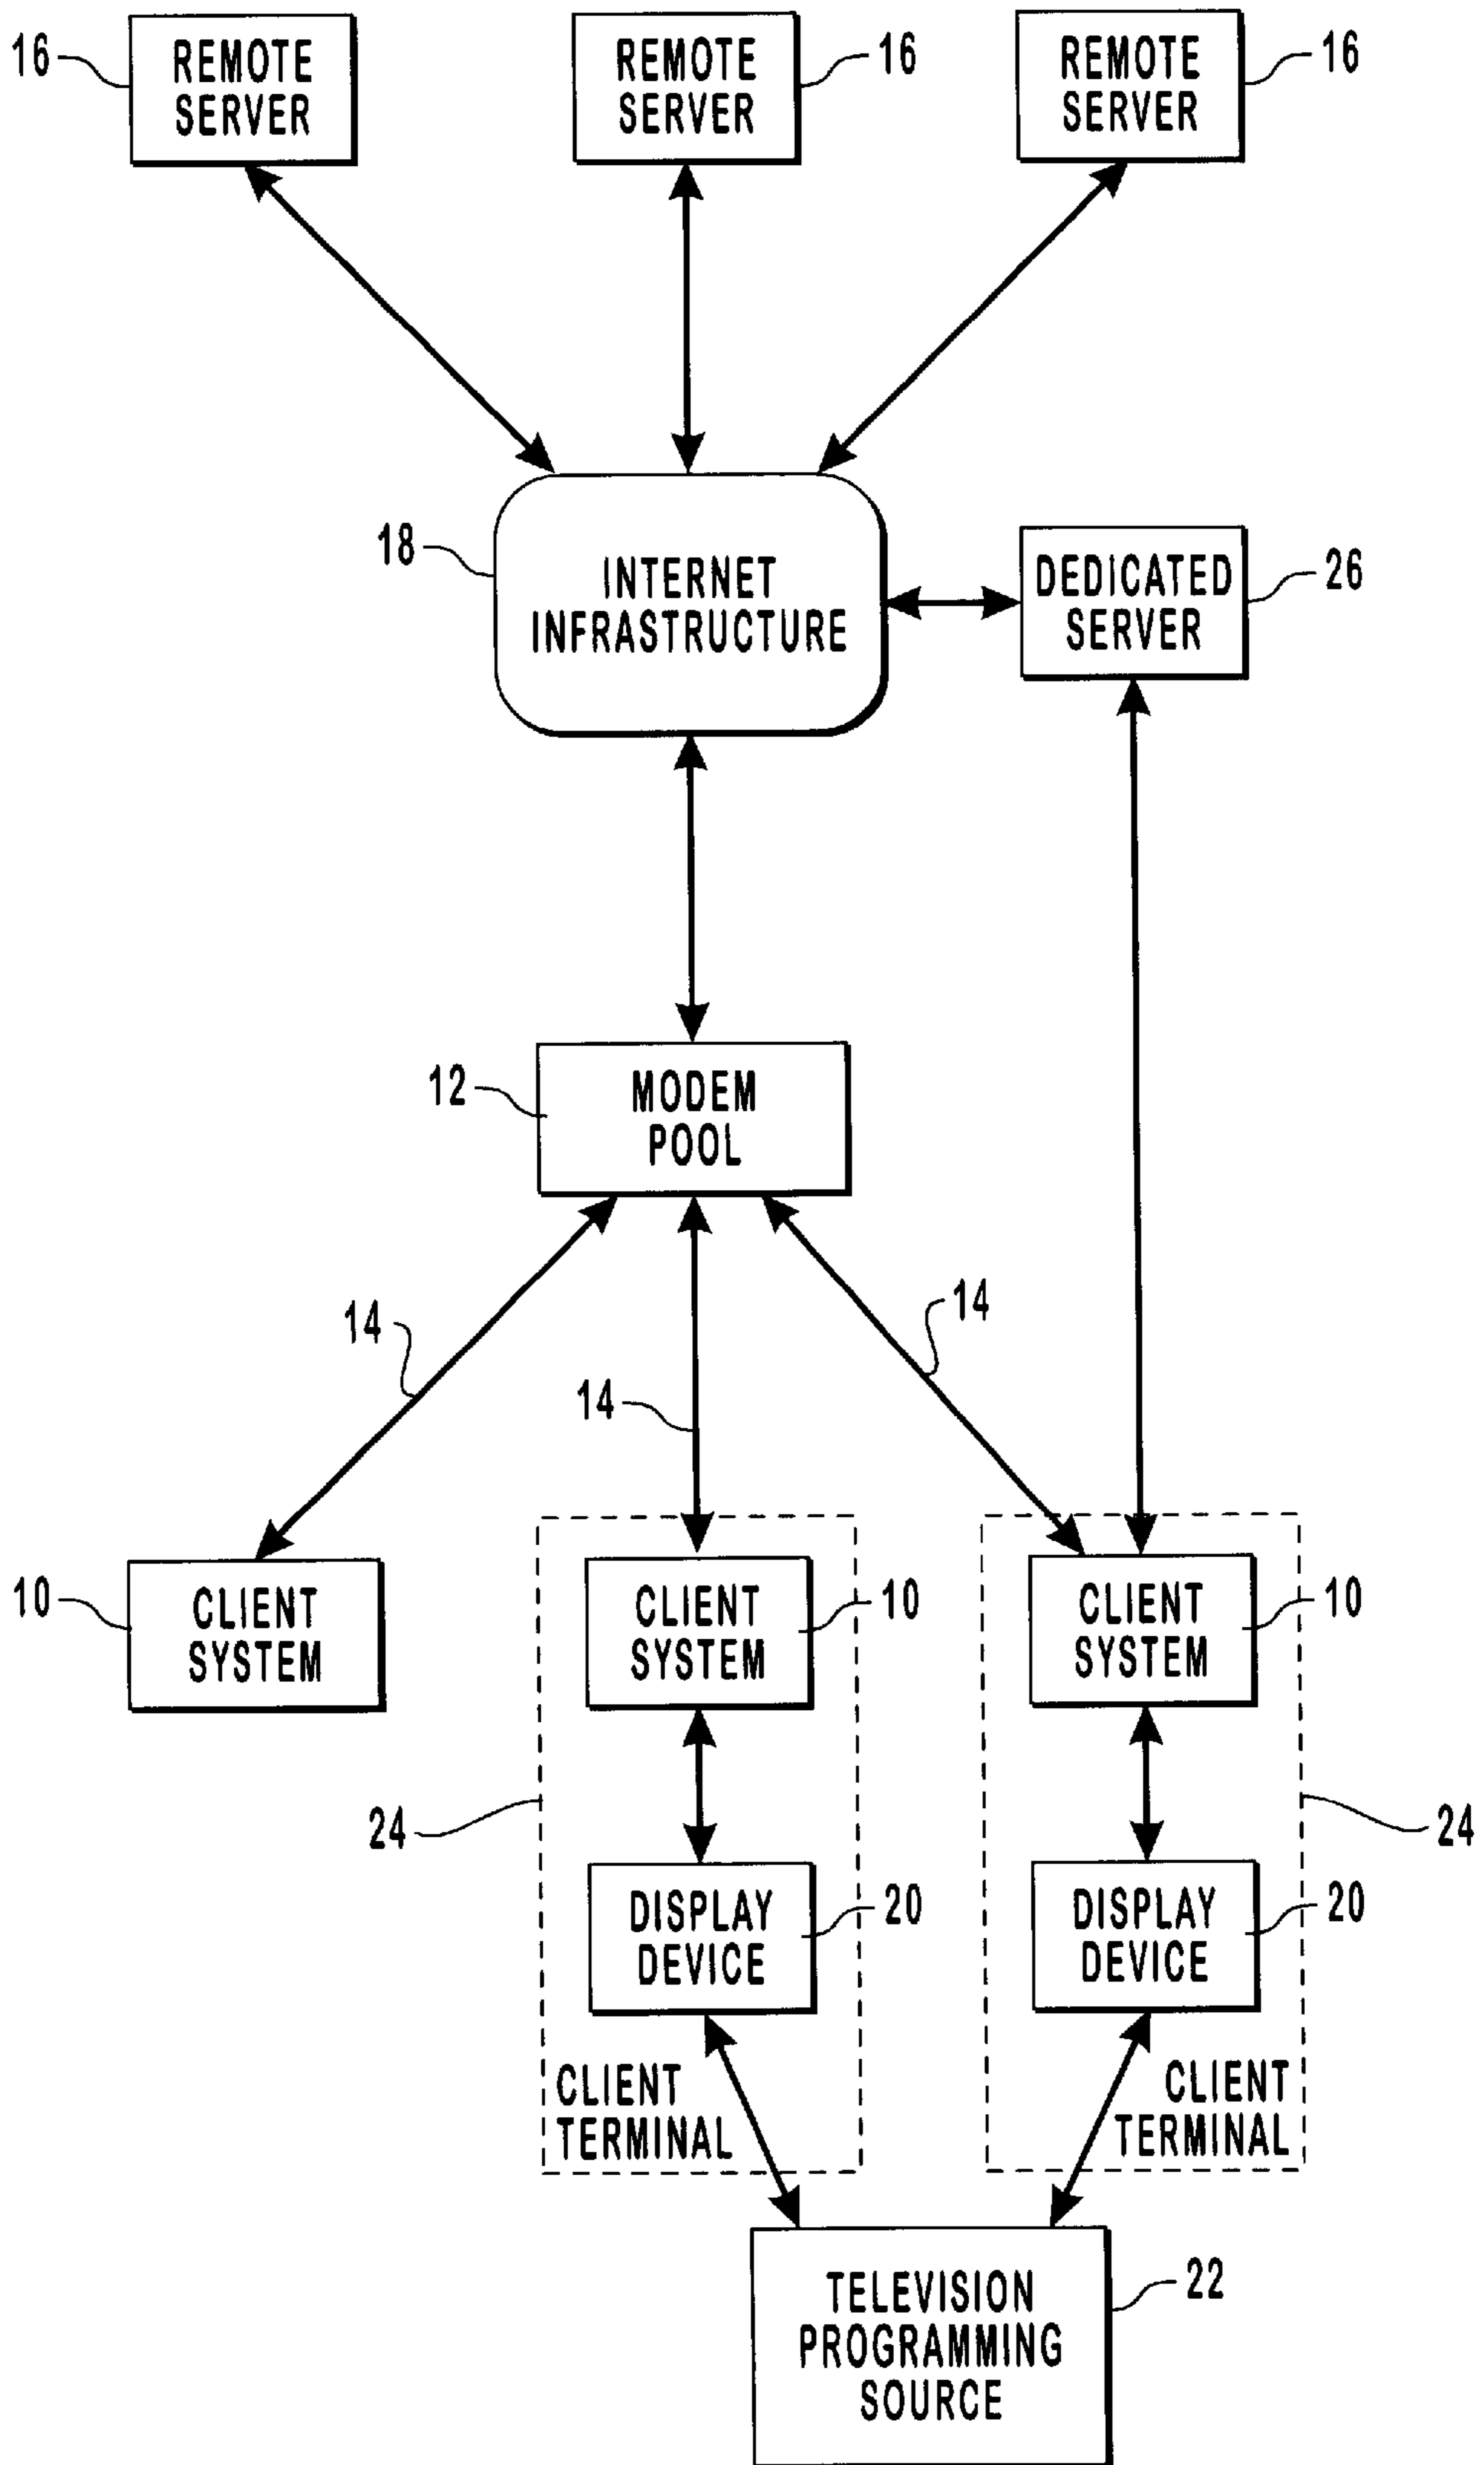 16
REMOTE
SERVER
REMOTE
SERVER
16
REMOTE
SERVER
16
18
INTERNET
INFRASTRUCTURE
DEDICATED
SERVER
26
12
MODEM
POOL
14
14
14
10
CLIENT
SYSTEM
CLIENT
SYSTEM
10
CLIENT
SYSTEM
10
24
24
DISPLAY
DEVICE
20
DISPLAY
DEVICE
20
CLIENT
TERMINAL
CLIENT
TERMINAL
TELEVISION
PROGRAMMING
SOURCE
22